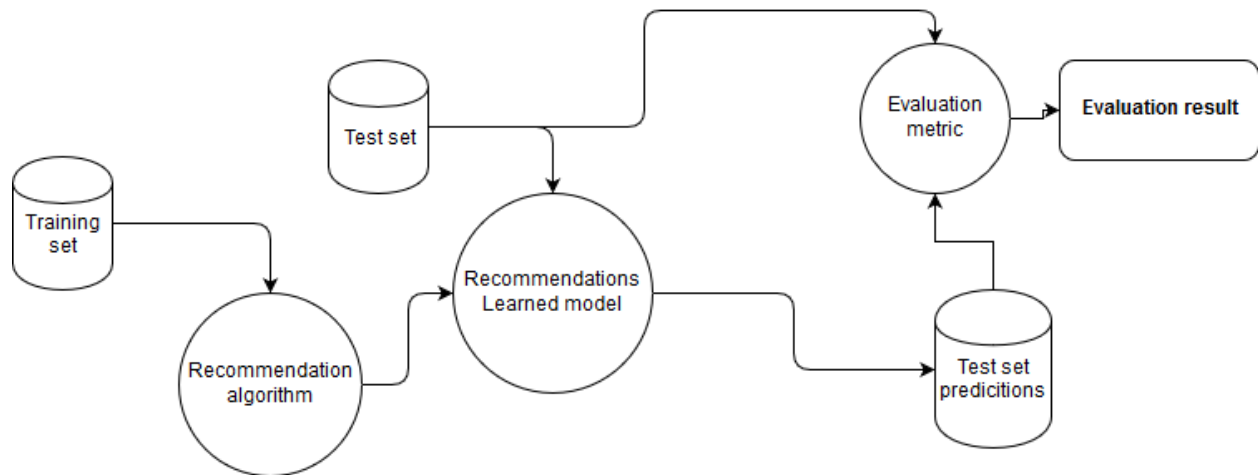 Evaluation
metric
Evaluation result
Test set
Training
set
Recommendations
Learned model
Recommendation
algorithm
Test set
predicitions